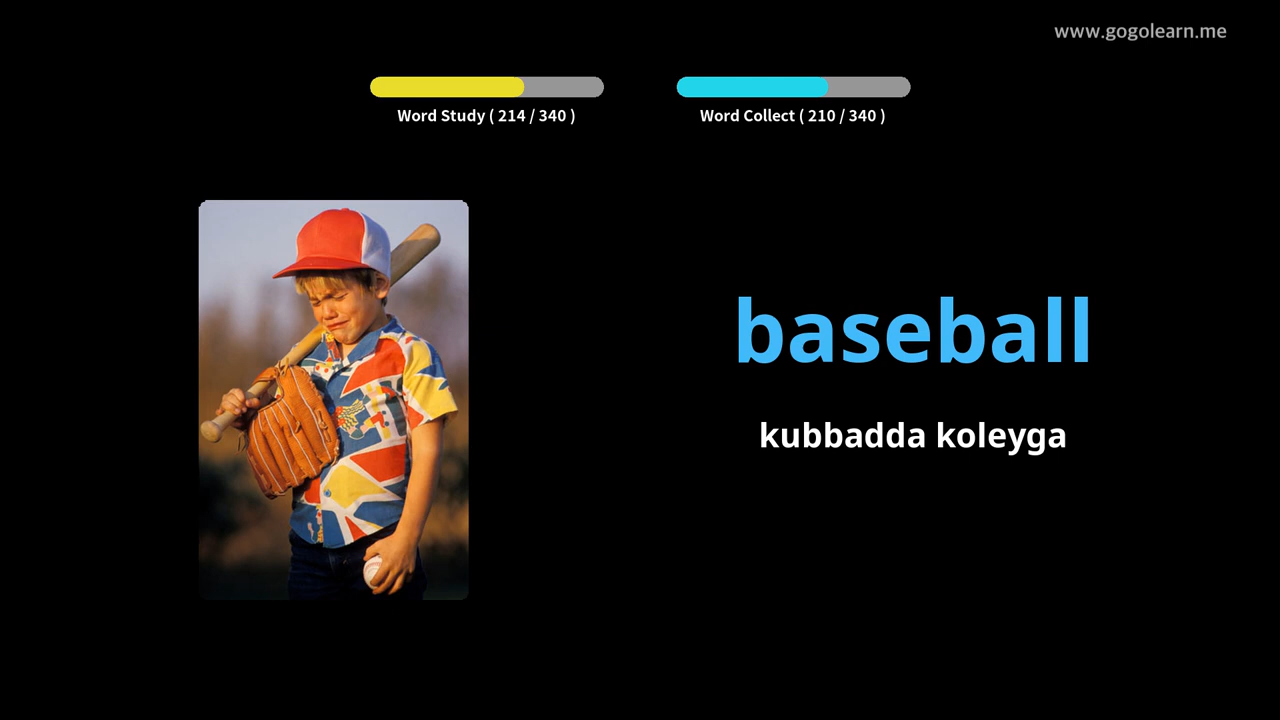 www.gogolearn.me
Word Study ( 214 / 340 )
Word Collect ( 210 / 340 )
baseball
kubbadda koleyga